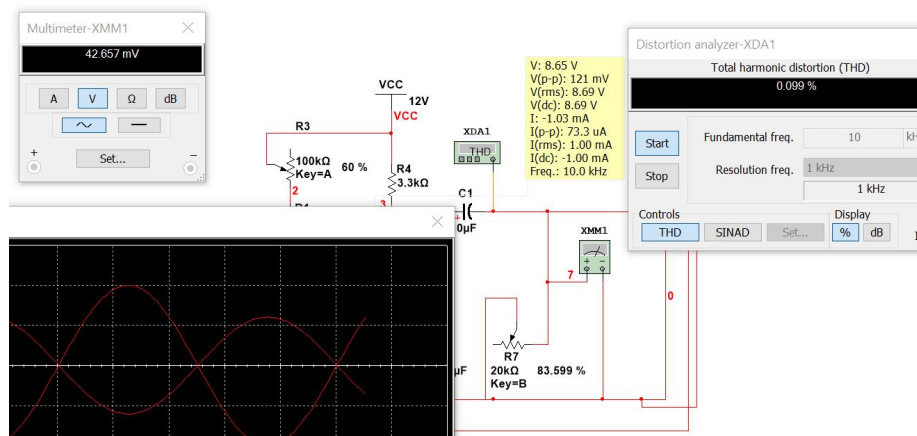 Multimeter-XMM1
42.657 mV
A
V
Ω
dB
+
Set...
−
VCC
12V
VCC
R3
100kΩ
Key=A
60 %
2
R4
3.3kΩ
3
XDA1
THD
V: 8.65 V
V(p-p): 121 mV
V(rms): 8.69 V
V(dc): 8.69 V
I: -1.03 mA
I(p-p): 73.3 uA
I(rms): 1.00 mA
I(dc): -1.00 mA
Freq.: 10.0 kHz
C1
+
0µF
XMM1
+ −
7
0
R7
20kΩ
Key=B
83.599 %
µF
Distortion analyzer-XDA1
Total harmonic distortion (THD)
0.099 %
Start
Stop
Fundamental freq.
10
Resolution freq.
1 kHz
1 kHz
Controls
THD
SINAD
Set...
Display
%
dB